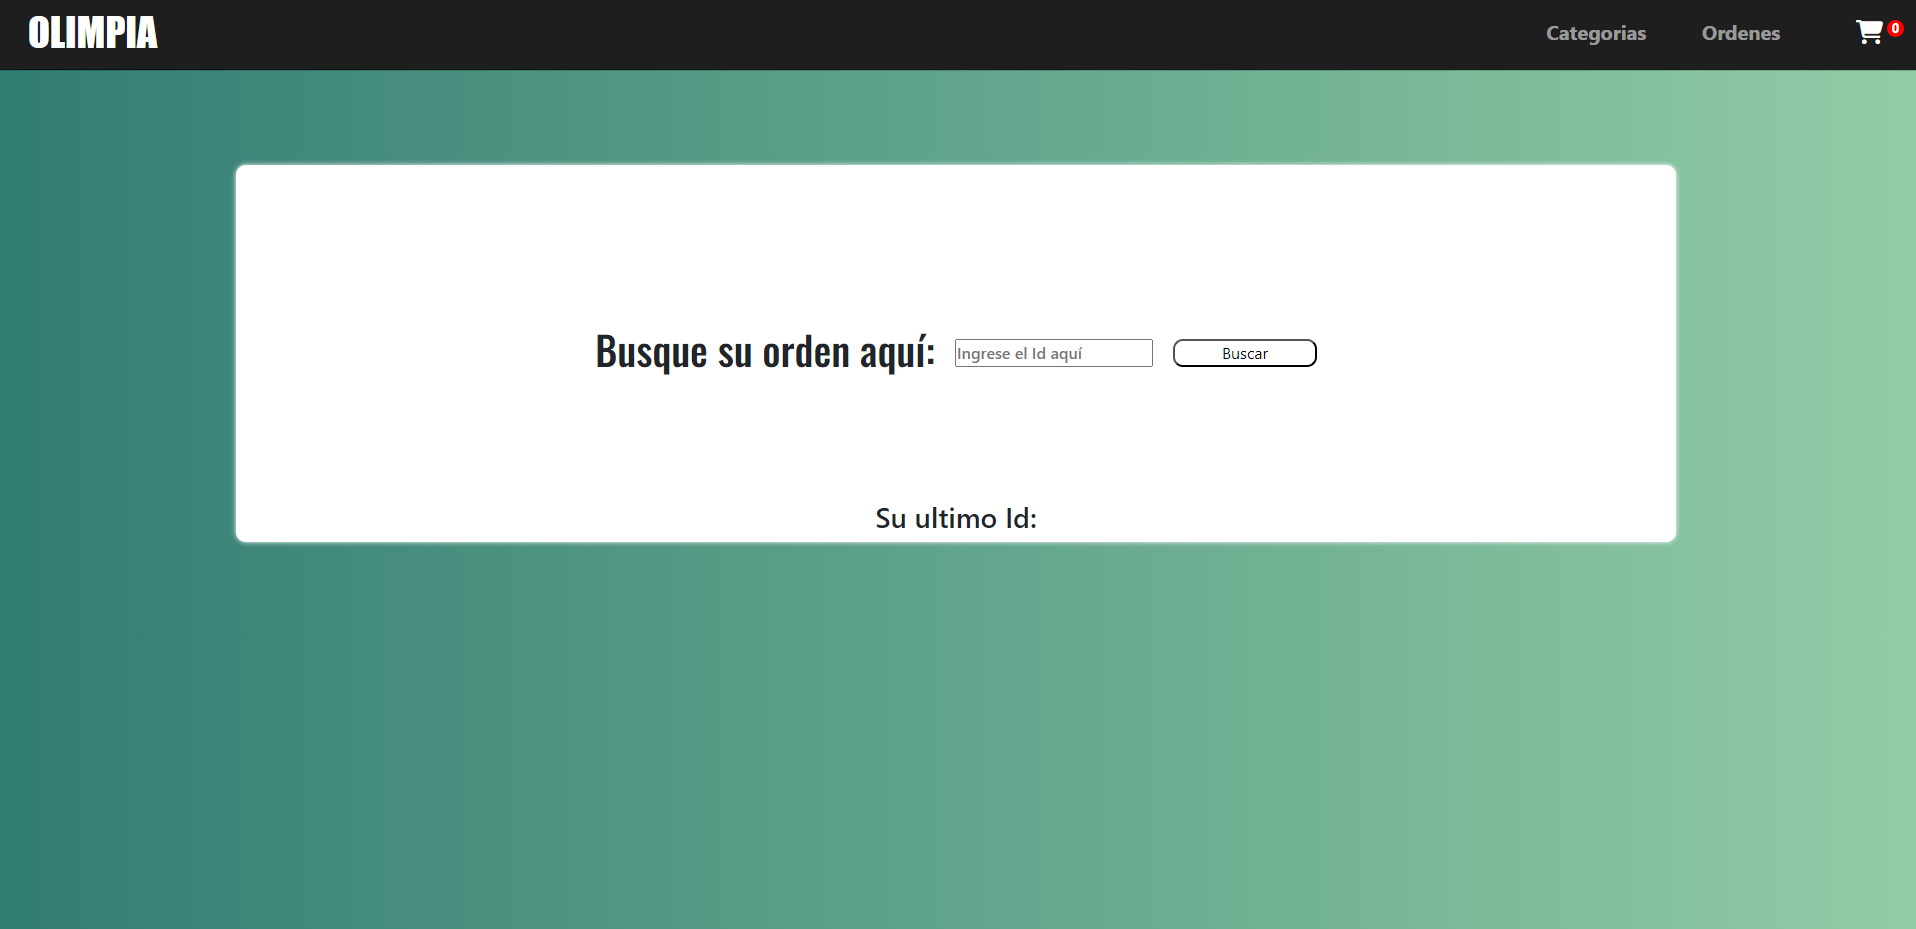 OLIMPIA
Categorias Ordenes 0
Busque su orden aquí: Ingrese el Id aquí Buscar
Su ultimo Id: